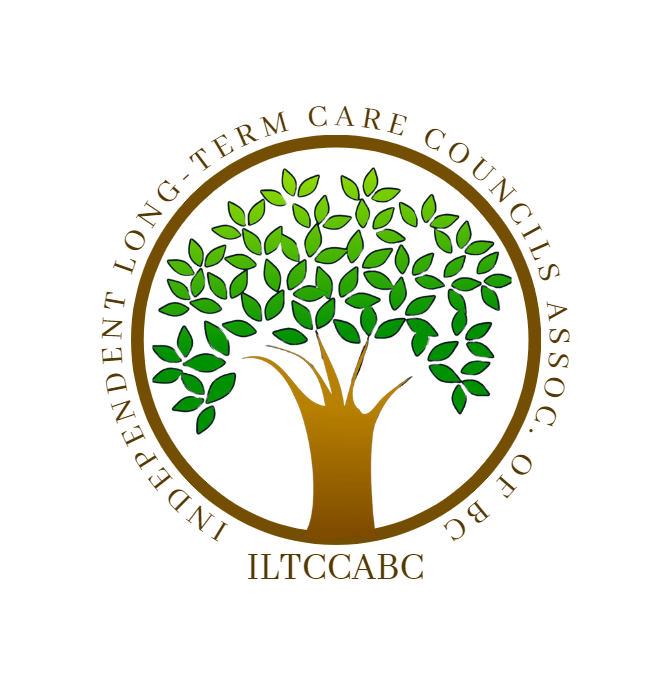 INDEPENDENT LONG-TERM CARE COUNCILS ASSOC. OF BC
ILTCCABC